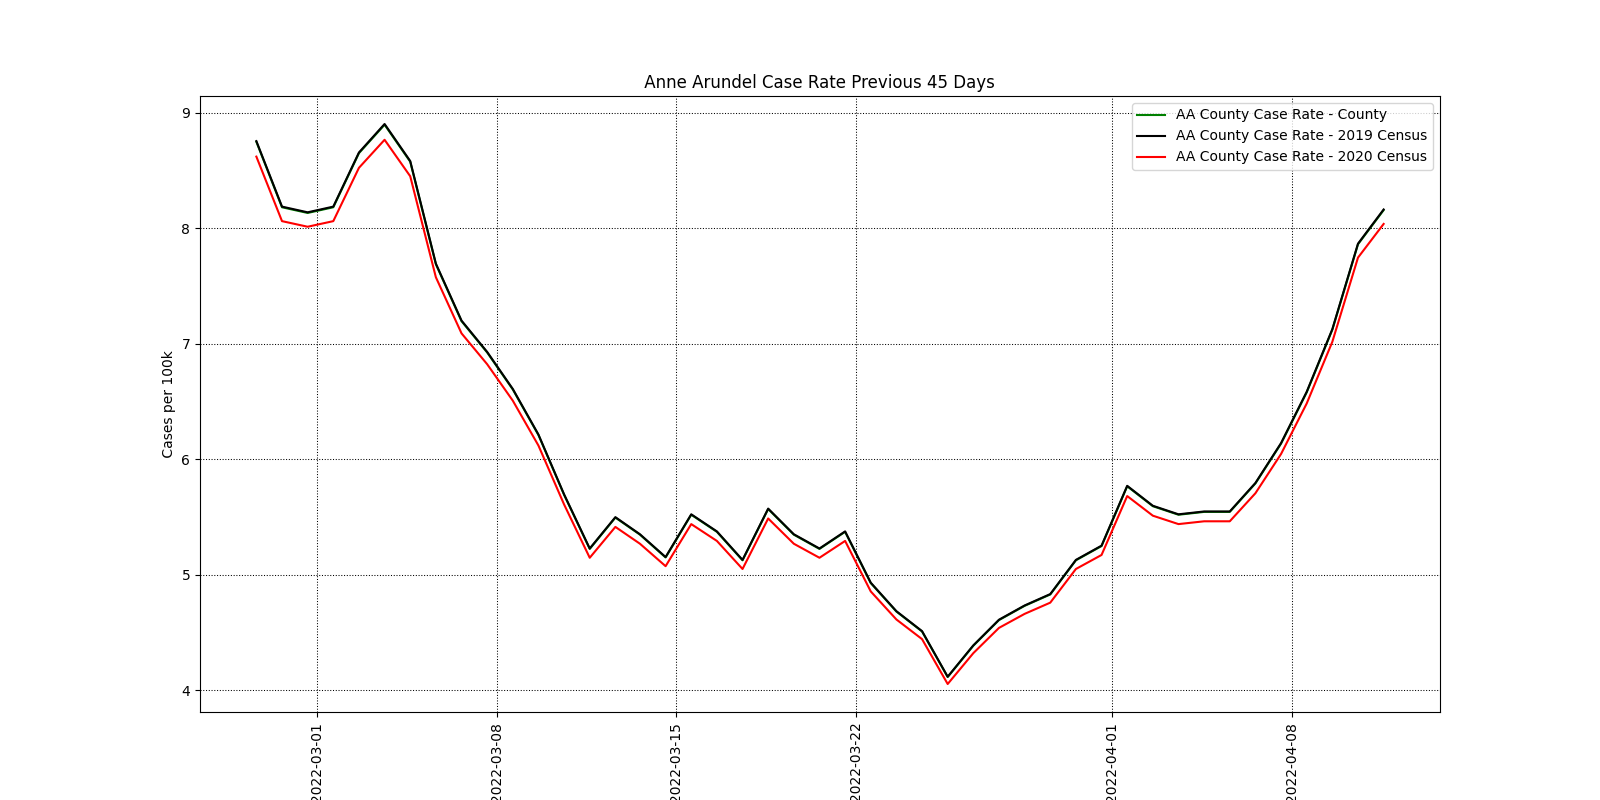 Anne Arundel Case Rate Previous 45 Days
AA County Case Rate - County
AA County Case Rate - 2019 Census
AA County Case Rate - 2020 Census
Cases per 100k
9
8
7
6
5
4
2022-03-01
2022-03-08
2022-03-15
2022-03-22
2022-04-01
2022-04-08